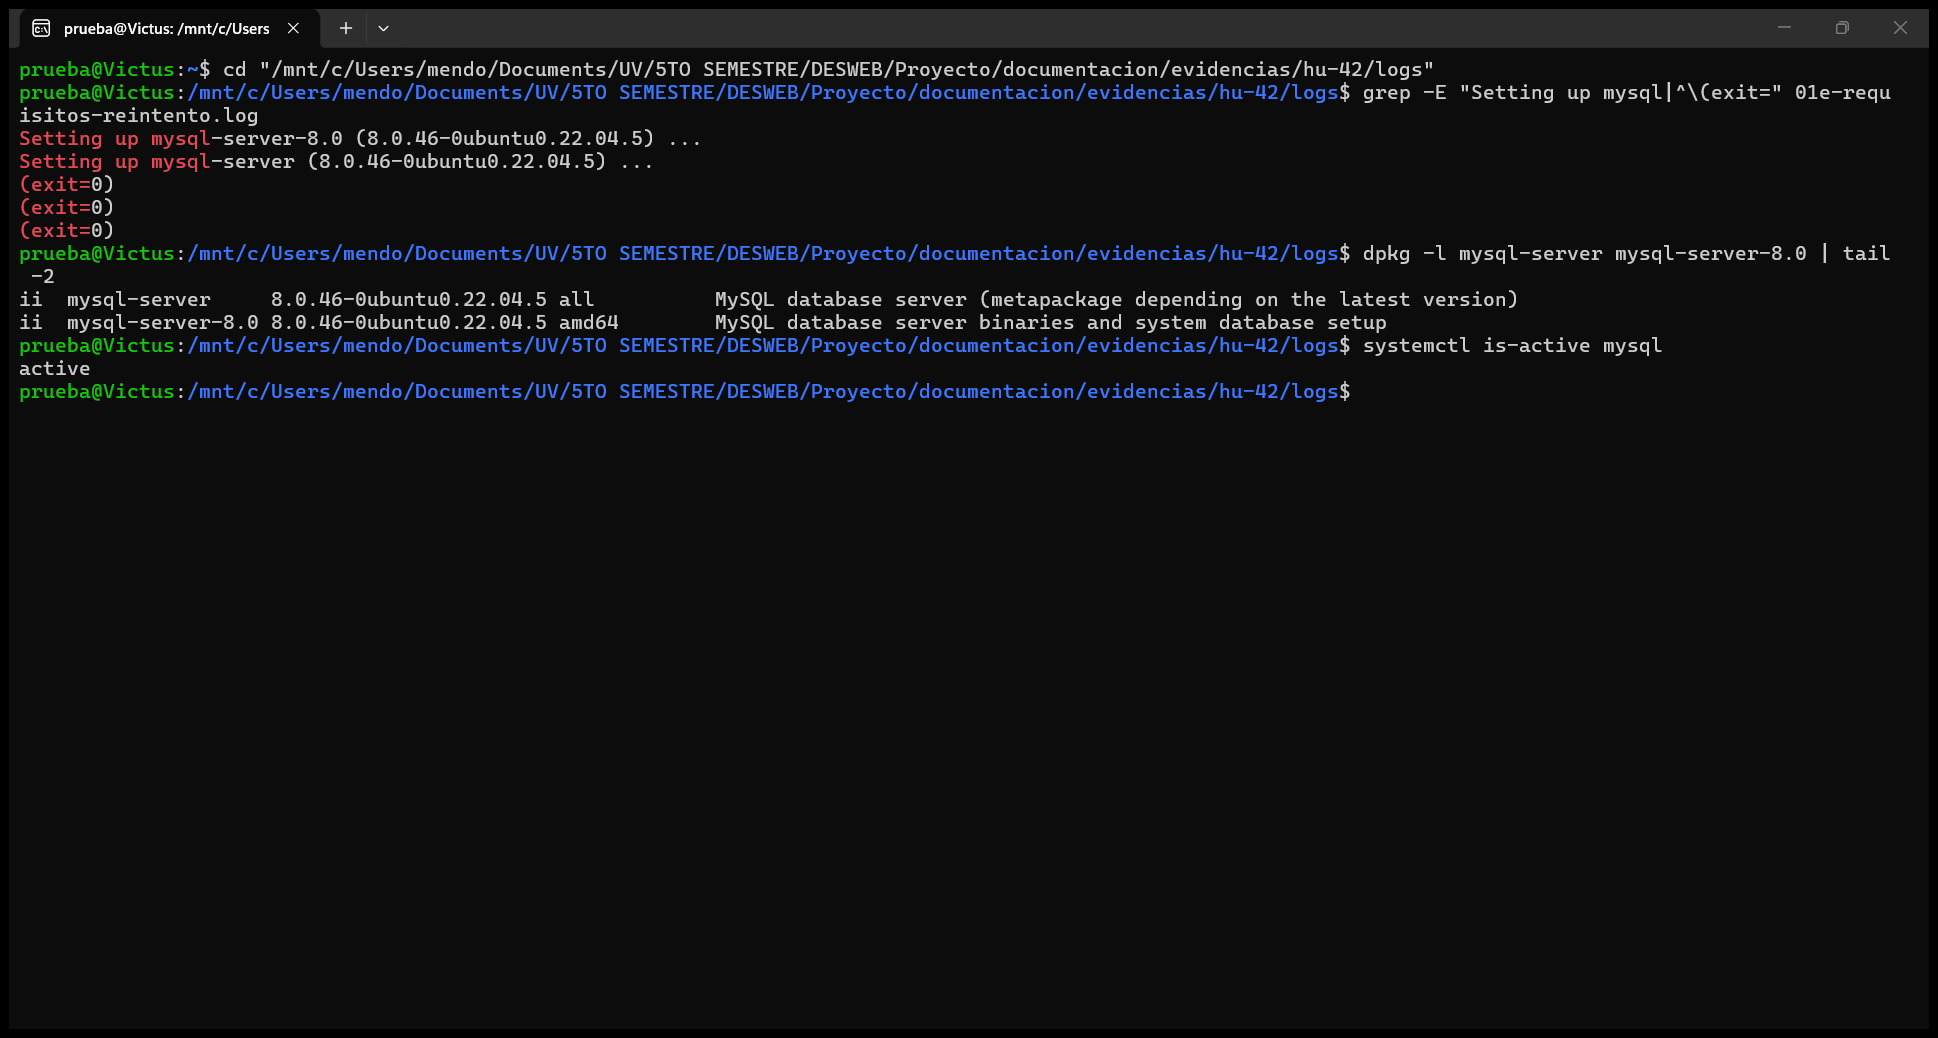 prueba@Victus: /mnt/c/Users
prueba@Victus:~$ cd "/mnt/c/Users/mendo/Documents/UV/5TO SEMESTRE/DESWEB/Proyecto/documentacion/evidencias/hu-42/logs"
prueba@Victus:/mnt/c/Users/mendo/Documents/UV/5TO SEMESTRE/DESWEB/Proyecto/documentacion/evidencias/hu-42/logs$ grep -E "Setting up mysql|^\(exit=" 01e-requ
isitos-reintento.log
Setting up mysql-server-8.0 (8.0.46-0ubuntu0.22.04.5) ...
Setting up mysql-server (8.0.46-0ubuntu0.22.04.5) ...
(exit=0)
(exit=0)
(exit=0)
prueba@Victus:/mnt/c/Users/mendo/Documents/UV/5TO SEMESTRE/DESWEB/Proyecto/documentacion/evidencias/hu-42/logs$ dpkg -l mysql-server mysql-server-8.0 | tail
 -2
ii  mysql-server     8.0.46-0ubuntu0.22.04.5 all          MySQL database server (metapackage depending on the latest version)
ii  mysql-server-8.0 8.0.46-0ubuntu0.22.04.5 amd64        MySQL database server binaries and system database setup
prueba@Victus:/mnt/c/Users/mendo/Documents/UV/5TO SEMESTRE/DESWEB/Proyecto/documentacion/evidencias/hu-42/logs$ systemctl is-active mysql
active
prueba@Victus:/mnt/c/Users/mendo/Documents/UV/5TO SEMESTRE/DESWEB/Proyecto/documentacion/evidencias/hu-42/logs$